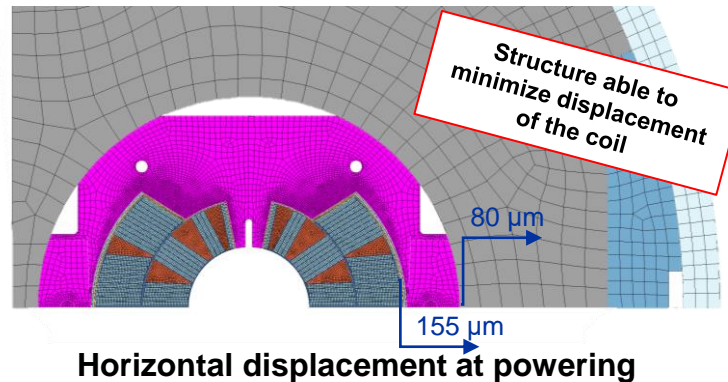 Structure able to
minimize displacement
of the coil
80 µm
155 µm
Horizontal displacement at powering